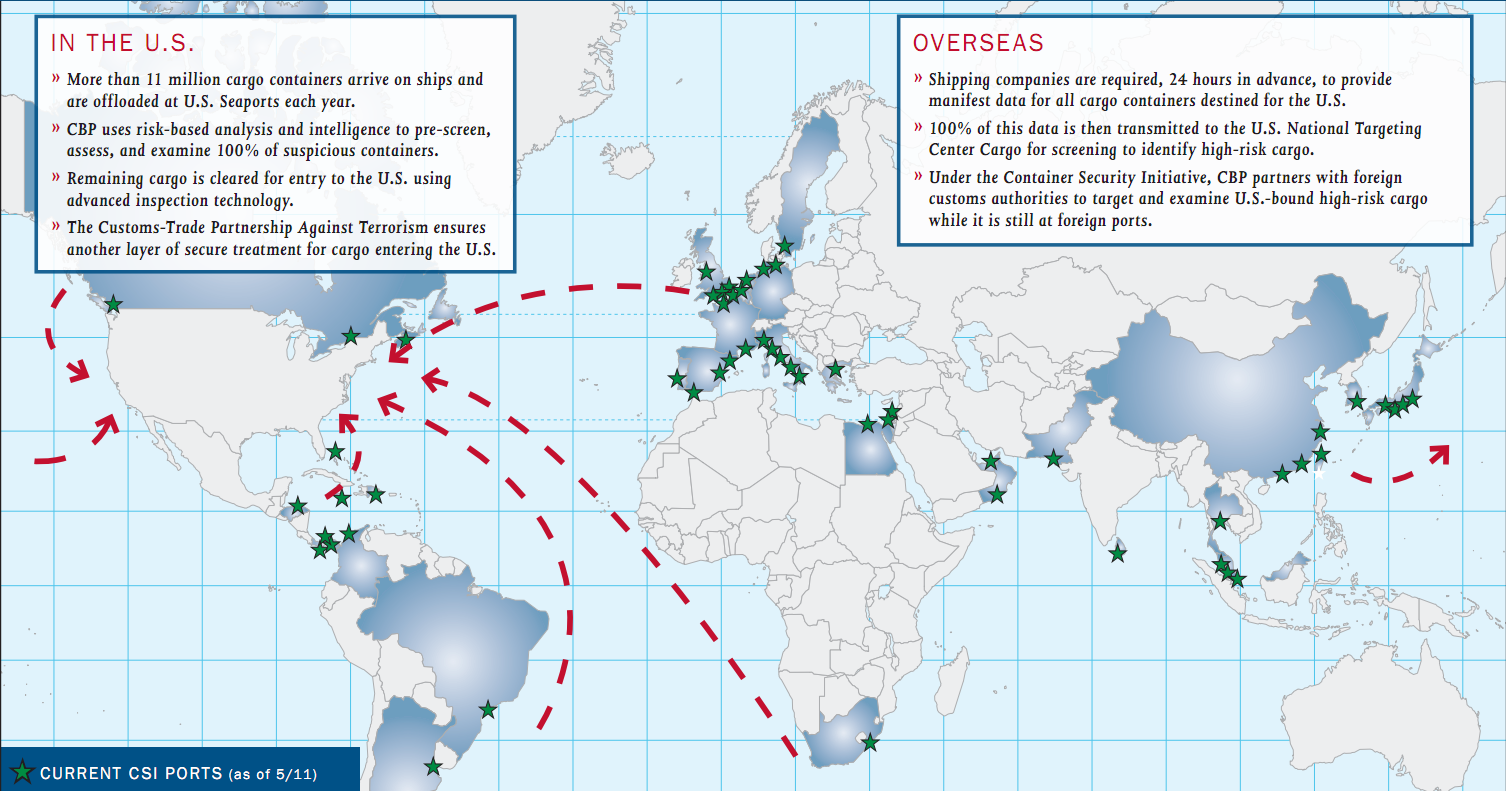 IN THE U.S.
» More than 11 million cargo containers arrive on ships and
are offloaded at U.S. Seaports each year.
» CBP uses risk-based analysis and intelligence to pre-screen,
assess, and examine 100% of suspicious containers.
» Remaining cargo is cleared for entry to the U.S. using
advanced inspection technology.
» The Customs-Trade Partnership Against Terrorism ensures
another layer of secure treatment for cargo entering the U.S.
OVERSEAS
» Shipping companies are required, 24 hours in advance, to provide
manifest data for all cargo containers destined for the U.S.
» 100% of this data is then transmitted to the U.S. National Targeting
Center Cargo for screening to identify high-risk cargo.
» Under the Container Security Initiative, CBP partners with foreign
customs authorities to target and examine U.S.-bound high-risk cargo
while it is still at foreign ports.
CURRENT CSI PORTS (as of 5/11)